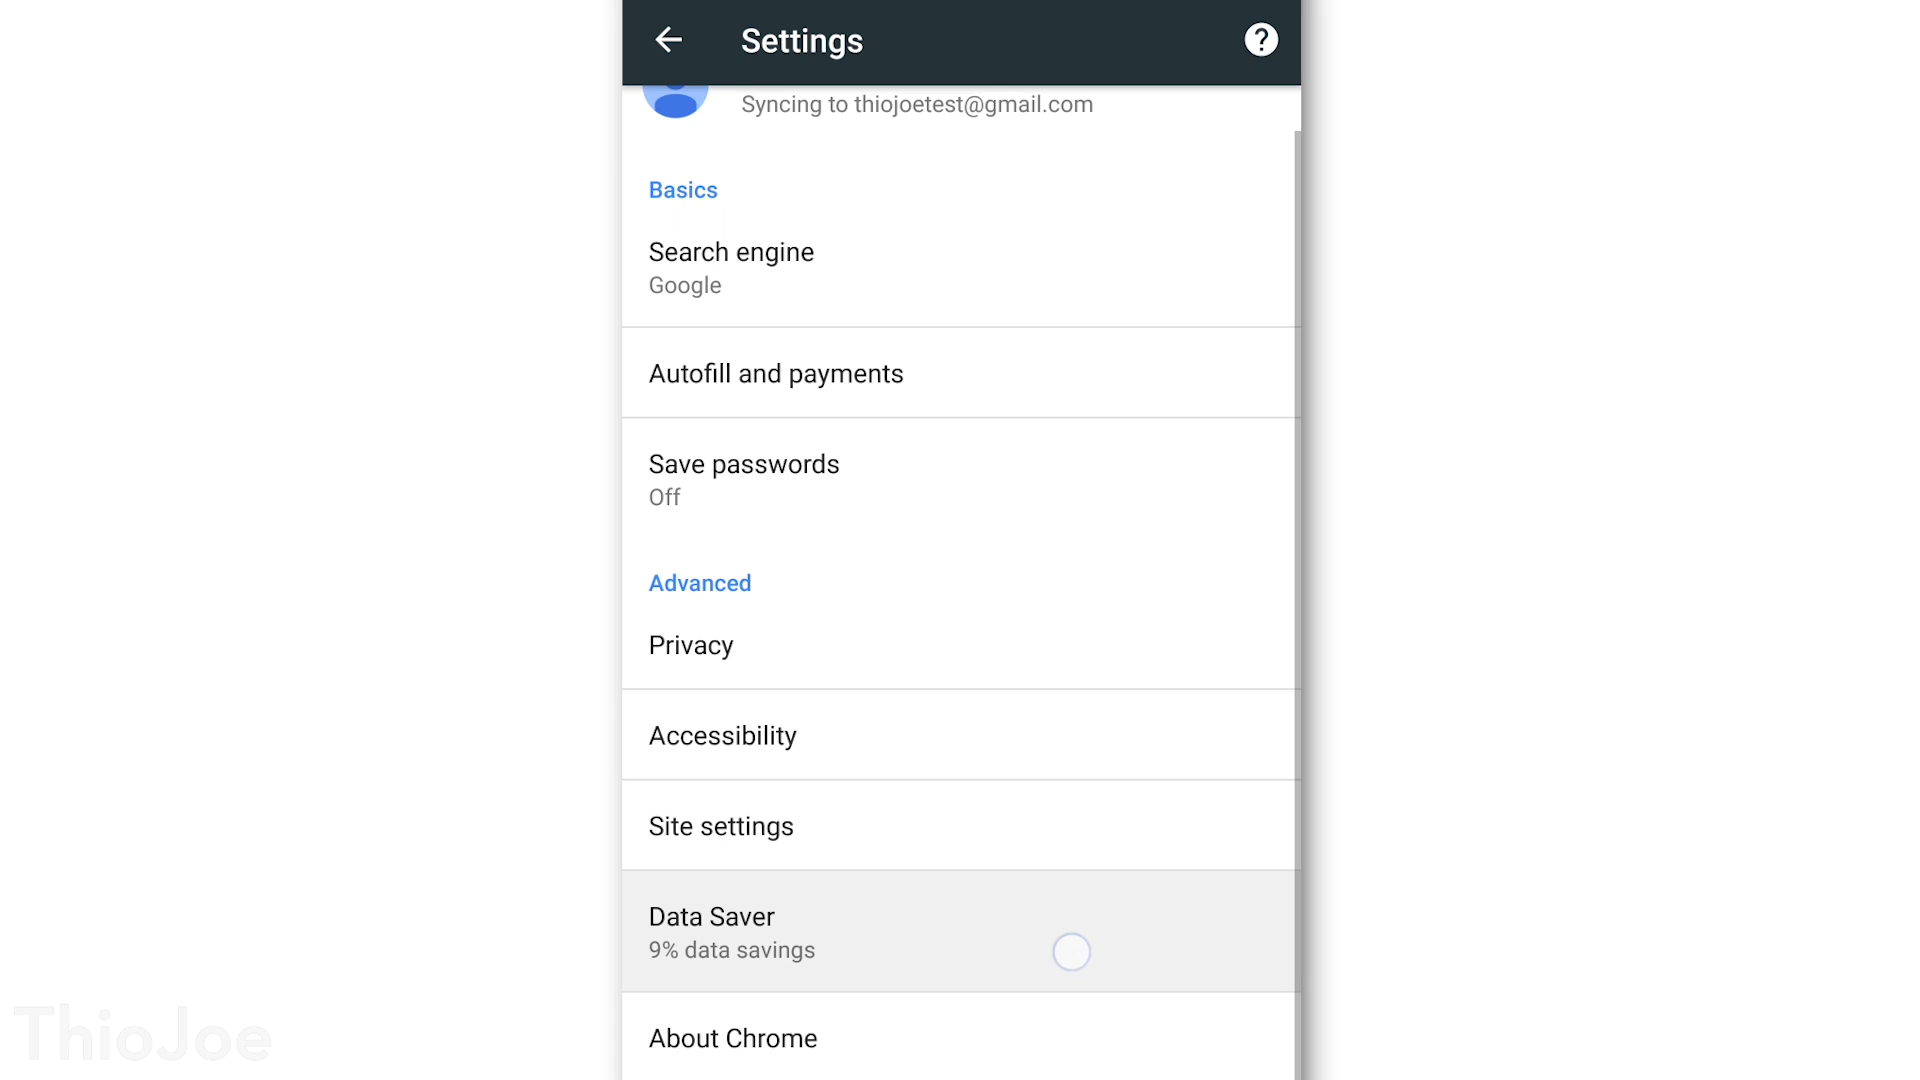 Settings
?
Syncing to thiojoetest@gmail.com
Basics
Search engine
Google
Autofill and payments
Save passwords
Off
Advanced
Privacy
Accessibility
Site settings
Data Saver
9% data savings
About Chrome
ThioJoe